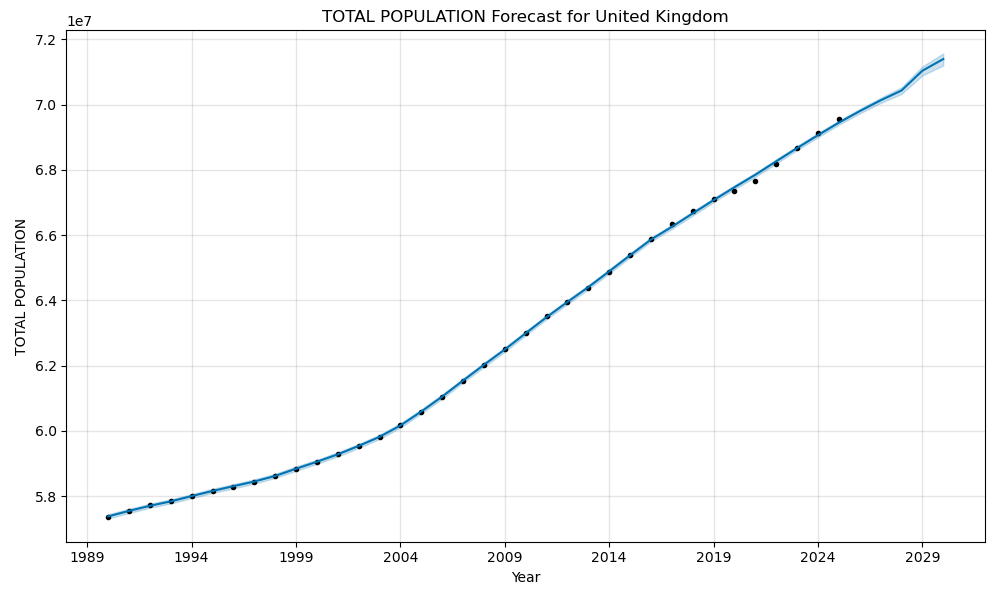 TOTAL POPULATION Forecast for United Kingdom
1e7
7.2
7.0
6.8
6.6
6.4
6.2
6.0
5.8
TOTAL POPULATION
1989 1994 1999 2004 2009 2014 2019 2024 2029
Year